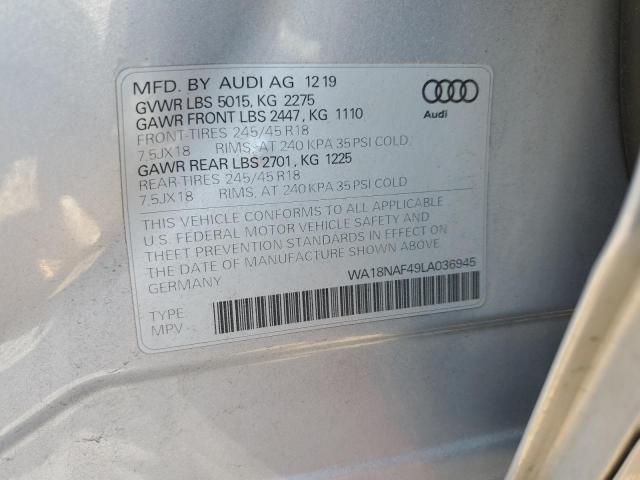 MFD. BY AUDI AG 12 19
GVWR LBS 5015, KG 2275
GAWR FRONT LBS 2447, KG 1110
FRONT-TIRES 245/45 R18
7.5JX18 RIMS, AT 240 KPA 35 PSI COLD
GAWR REAR LBS 2701, KG 1225
REAR-TIRES 245/45 R18
7.5JX18 RIMS, AT 240 KPA 35 PSI COLD
Audi
THIS VEHICLE CONFORMS TO ALL APPLICABLE
U.S. FEDERAL MOTOR VEHICLE SAFETY AND
THEFT PREVENTION STANDARDS IN EFFECT ON
THE DATE OF MANUFACTURE SHOWN ABOVE.
GERMANY
WA18NAF49LA036945
TYPE
MPV